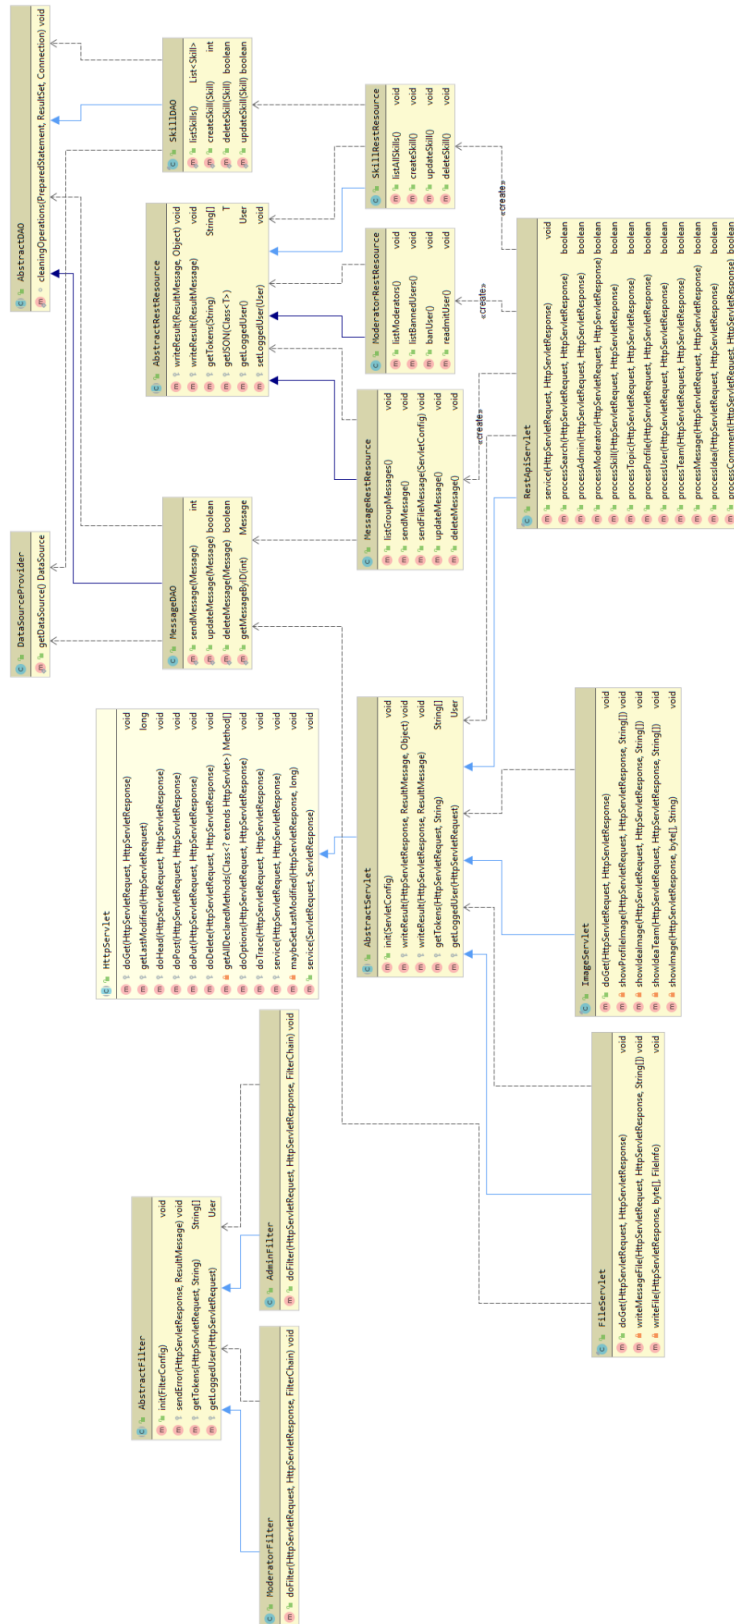 AbstractDAO
cleaningOperations(PreparedStatement, ResultSet, Connection) void
DataSourceProvider
getDataSource() DataSource
SkillDAO
listSkills() List<Skill>
createSkill(Skill) int
deleteSkill(Skill) boolean
updateSkill(Skill) boolean
MessageDAO
sendMessage(Message) int
updateMessage(Message) boolean
deleteMessage(Message) boolean
getMessageByID(int) Message
AbstractRestResource
writeResult(ResultMessage, Object) void
writeResult(ResultMessage) void
getTokens(String) String[]
getJSON(Class<T>) T
getLoggedUser() User
setLoggedUser(User) void
HttpServlet
doGet(HttpServletRequest, HttpServletResponse) void
getLastModified(HttpServletRequest) long
doHead(HttpServletRequest, HttpServletResponse) void
doPost(HttpServletRequest, HttpServletResponse) void
doPut(HttpServletRequest, HttpServletResponse) void
doDelete(HttpServletRequest, HttpServletResponse) void
getAllDeclaredMethods(Class<? extends HttpServlet>) Method[]
doOptions(HttpServletRequest, HttpServletResponse) void
doTrace(HttpServletRequest, HttpServletResponse) void
service(HttpServletRequest, HttpServletResponse) void
maybeSetLastModified(HttpServletResponse, long) void
service(ServletRequest, ServletResponse) void
AbstractFilter
init(FilterConfig) void
sendError(HttpServletResponse, ResultMessage) void
getTokens(HttpServletRequest, String) String[]
getLoggedUser(HttpServletRequest) User
ModeratorFilter
doFilter(HttpServletRequest, HttpServletResponse, FilterChain) void
AdminFilter
doFilter(HttpServletRequest, HttpServletResponse, FilterChain) void
AbstractServlet
init(ServletConfig) void
writeResult(HttpServletResponse, ResultMessage, Object) void
writeResult(HttpServletResponse, ResultMessage) void
getTokens(HttpServletRequest, String) String[]
getLoggedUser(HttpServletRequest) User
MessageRestResource
listGroupMessages() void
sendMessage() void
sendFileMessage(ServletConfig) void
updateMessage() void
deleteMessage() void
ModeratorRestResource
listModerators() void
listBannedUsers() void
banUser() void
readmitUser() void
SkillRestResource
listAllSkills() void
createSkill() void
updateSkill() void
deleteSkill() void
«create»
«create»
«create»
RestApiServlet
service(HttpServletRequest, HttpServletResponse) void
processSearch(HttpServletRequest, HttpServletResponse) boolean
processAdmin(HttpServletRequest, HttpServletResponse) boolean
processModerator(HttpServletRequest, HttpServletResponse) boolean
processSkill(HttpServletRequest, HttpServletResponse) boolean
processTopic(HttpServletRequest, HttpServletResponse) boolean
processProfile(HttpServletRequest, HttpServletResponse) boolean
processUser(HttpServletRequest, HttpServletResponse) boolean
processTeam(HttpServletRequest, HttpServletResponse) boolean
processMessage(HttpServletRequest, HttpServletResponse) boolean
processIdea(HttpServletRequest, HttpServletResponse) boolean
processComment(HttpServletRequest, HttpServletResponse) boolean
FileServlet
doGet(HttpServletRequest, HttpServletResponse) void
writeMessageFile(HttpServletRequest, HttpServletResponse, String[]) void
writeFile(HttpServletResponse, byte[], FileInfo) void
ImageServlet
doGet(HttpServletRequest, HttpServletResponse) void
showProfileImage(HttpServletRequest, HttpServletResponse, String[]) void
showIdeaImage(HttpServletRequest, HttpServletResponse, String[]) void
showIdeaTeam(HttpServletRequest, HttpServletResponse, String[]) void
showImage(HttpServletResponse, byte[], String) void